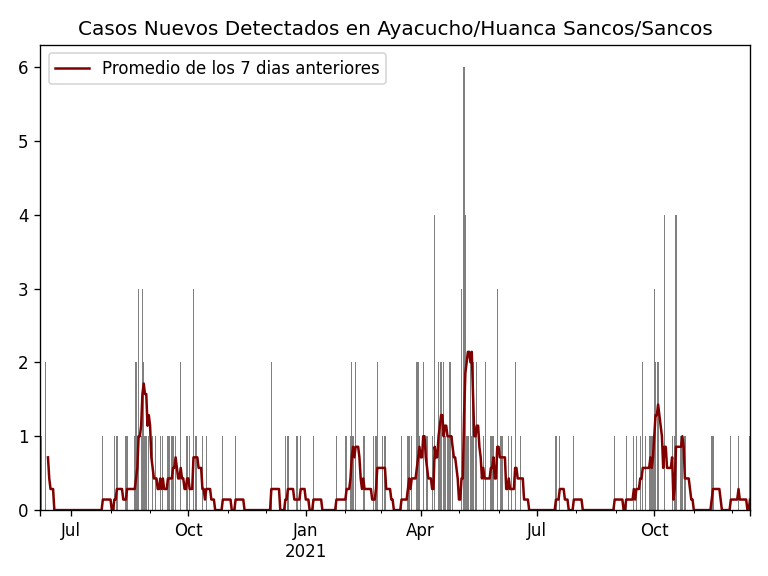 Casos Nuevos Detectados en Ayacucho/Huanca Sancos/Sancos
Promedio de los 7 dias anteriores
6
5
4
3
2
1
0
Jul
Oct
Jan
2021
Apr
Jul
Oct